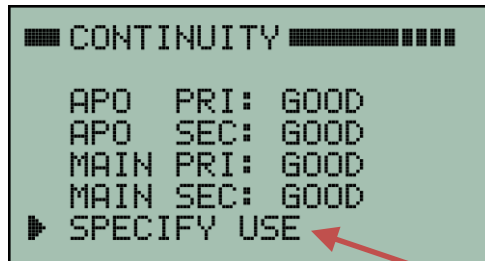 CONTINUITY
APO PRI: GOOD
APO SEC: GOOD
MAIN PRI: GOOD
MAIN SEC: GOOD
SPECIFY USE